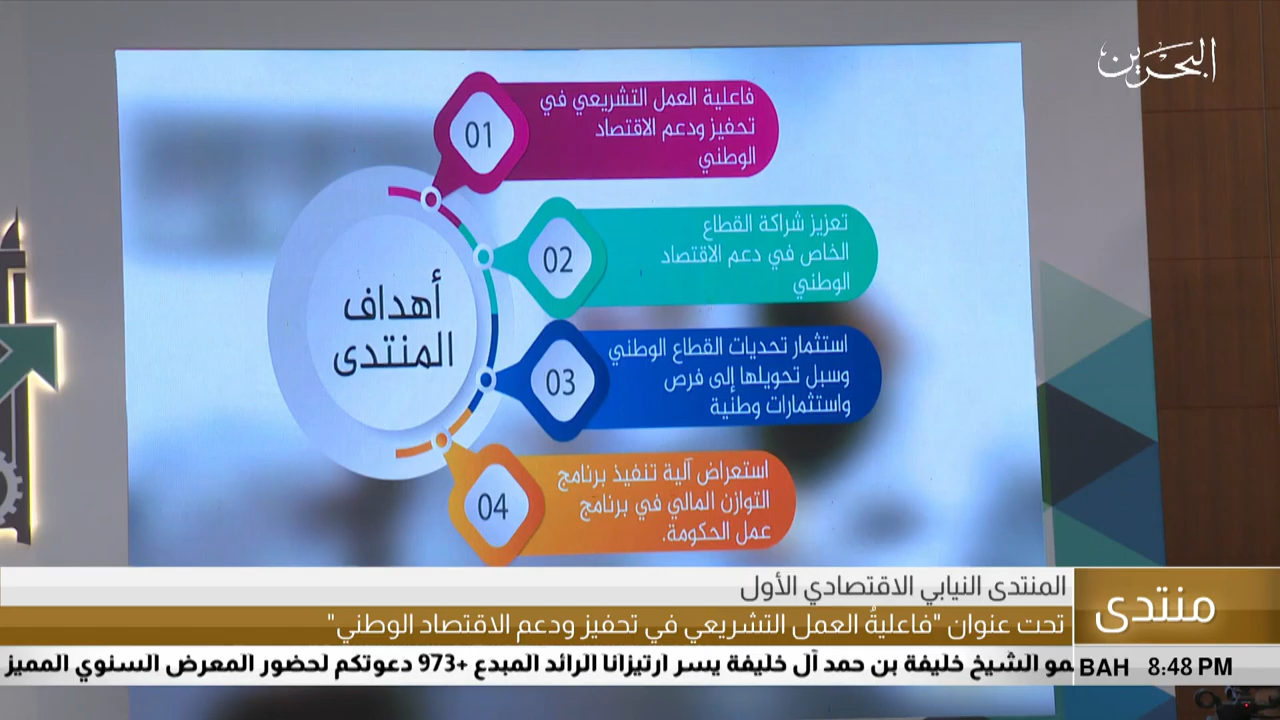 البحرين
01
فاعلية العمل التشريعي في
تحفيز ودعم الاقتصاد
الوطني
02
تعزيز شراكة القطاع
الخاص في دعم الاقتصاد
الوطني
أهداف
المنتدى
03
استثمار تحديات القطاع الوطني
وسبل تحويلها إلى فرص
واستثمارات وطنية
04
استعراض آلية تنفيذ برنامج
التوازن المالي في برنامج
عمل الحكومة.
منتدى
المنتدى النيابي الاقتصادي الأول
تحت عنوان "فاعليةُ العمل التشريعي في تحفيز ودعم الاقتصاد الوطني"
BAH 8:48 PM
مو الشيخ خليفة بن حمد آل خليفة يسر ارتيزانا الرائد المبدع +973 دعوتكم لحضور المعرض السنوي المميز